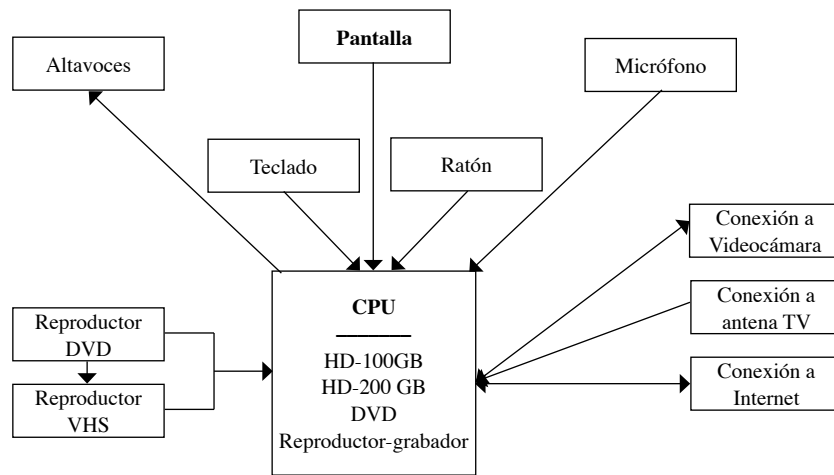 Pantalla
Altavoces
Micrófono
Teclado
Ratón
Conexión a
Videocámara
CPU
Conexión a
antena TV
Reproductor
DVD
HD-100GB
HD-200 GB
DVD
Reproductor-grabador
Reproductor
VHS
Conexión a
Internet